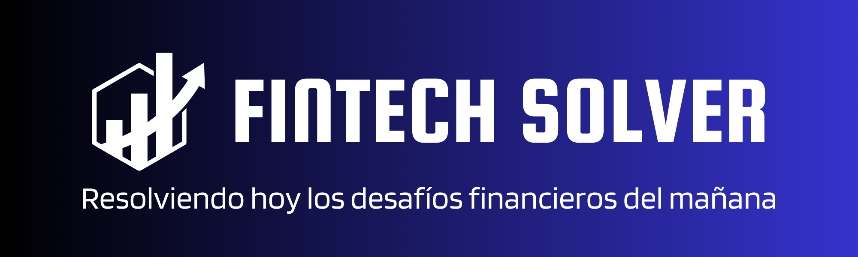 FINTECH SOLVER
Resolviendo hoy los desafíos financieros del mañana